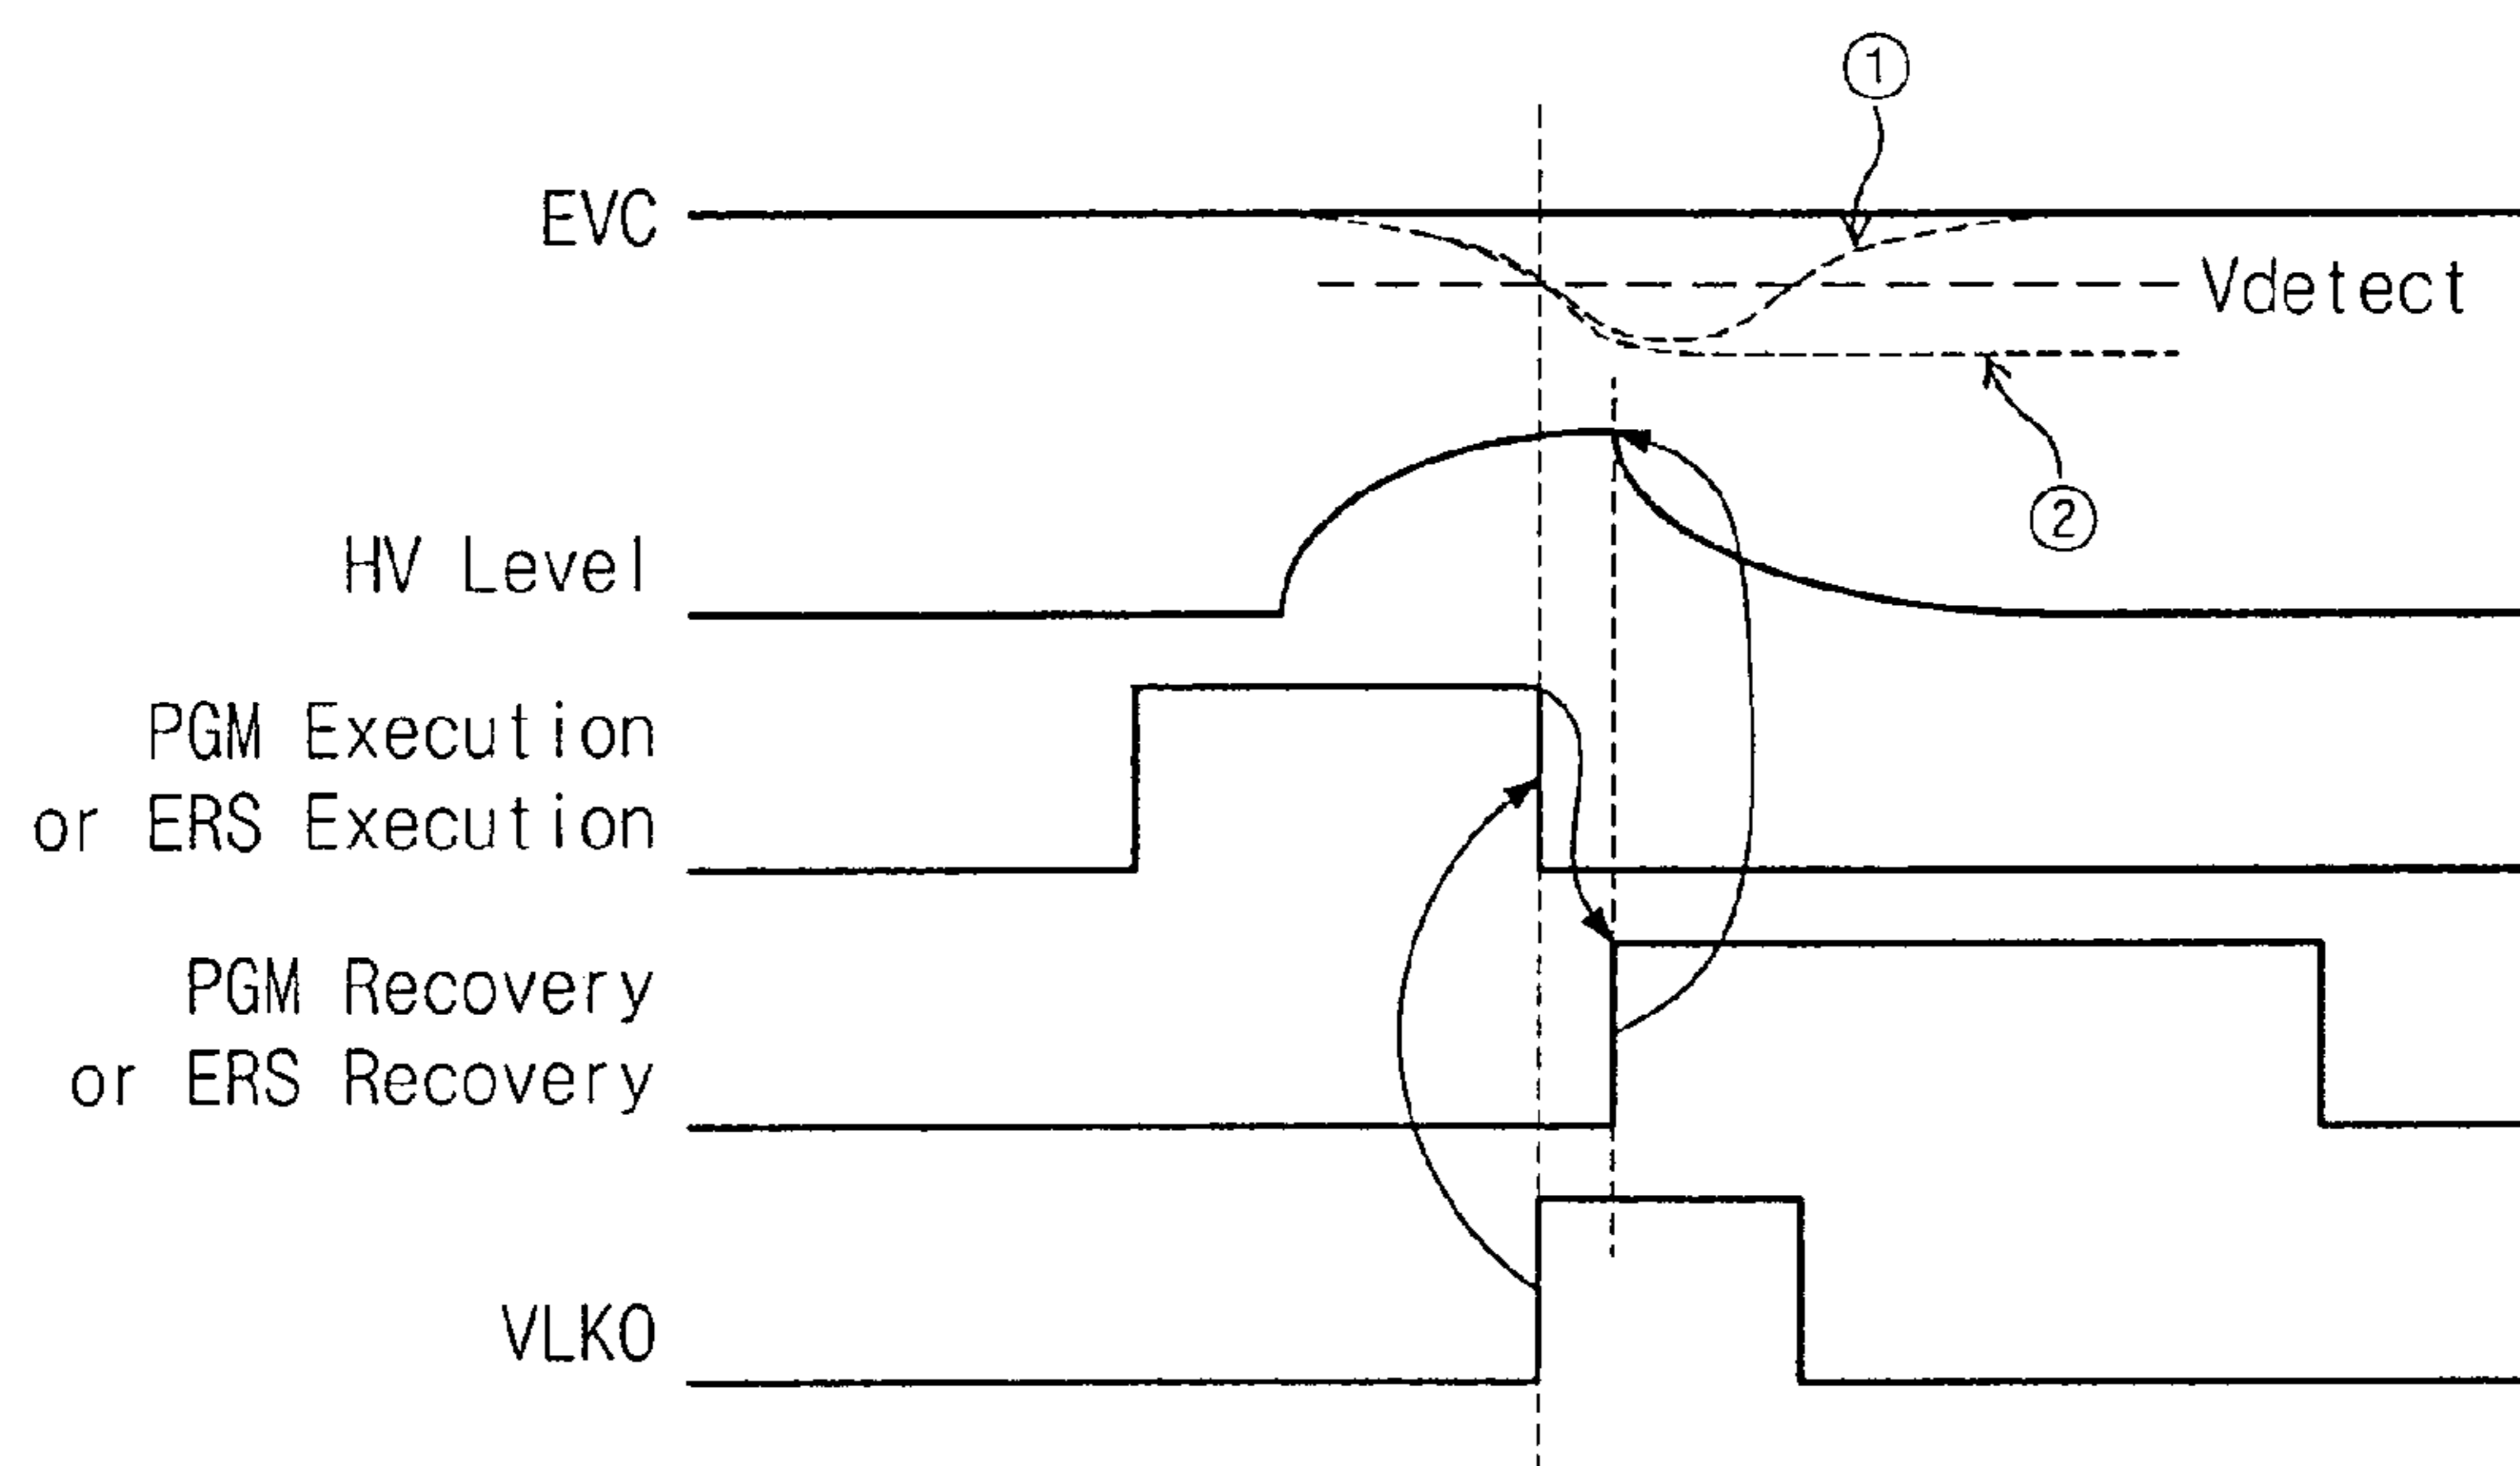 ①
EVC
Vdetect
②
HV Level
PGM Execution
or ERS Execution
PGM Recovery
or ERS Recovery
VLKO